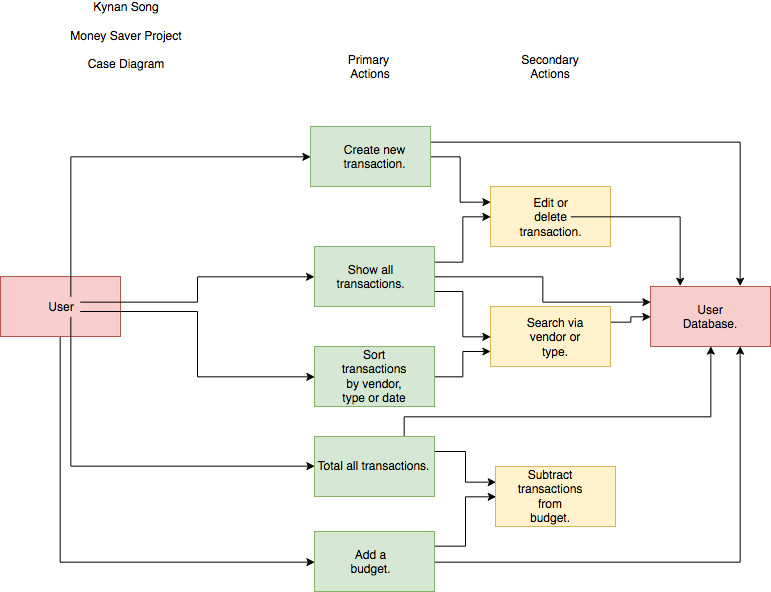 Kynan Song
Money Saver Project
Case Diagram
Primary
Actions
Secondary
Actions
Create new
transaction.
Edit or
delete
transaction.
Show all
transactions.
User
User
Database.
Search via
vendor or
type.
Sort
transactions
by vendor,
type or date
Total all transactions.
Subtract
transactions
from
budget.
Add a
budget.